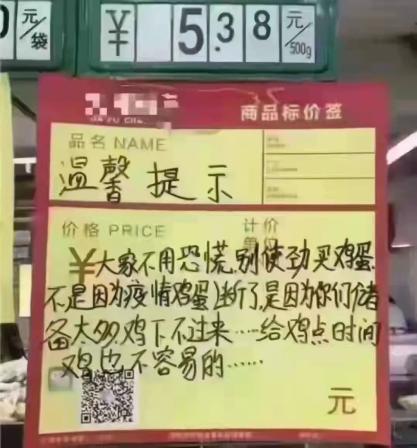 0 元/袋
¥ 5.38 元/500g
商品标价签
品名 NAME
温馨提示
价格 PRICE 计价
¥大家不用恐慌,别使劲买鸡蛋
不是因为疫情鸡蛋断了,是因为你们储
备太多,鸡下不过来……给鸡点时间
鸡也不容易的……
元